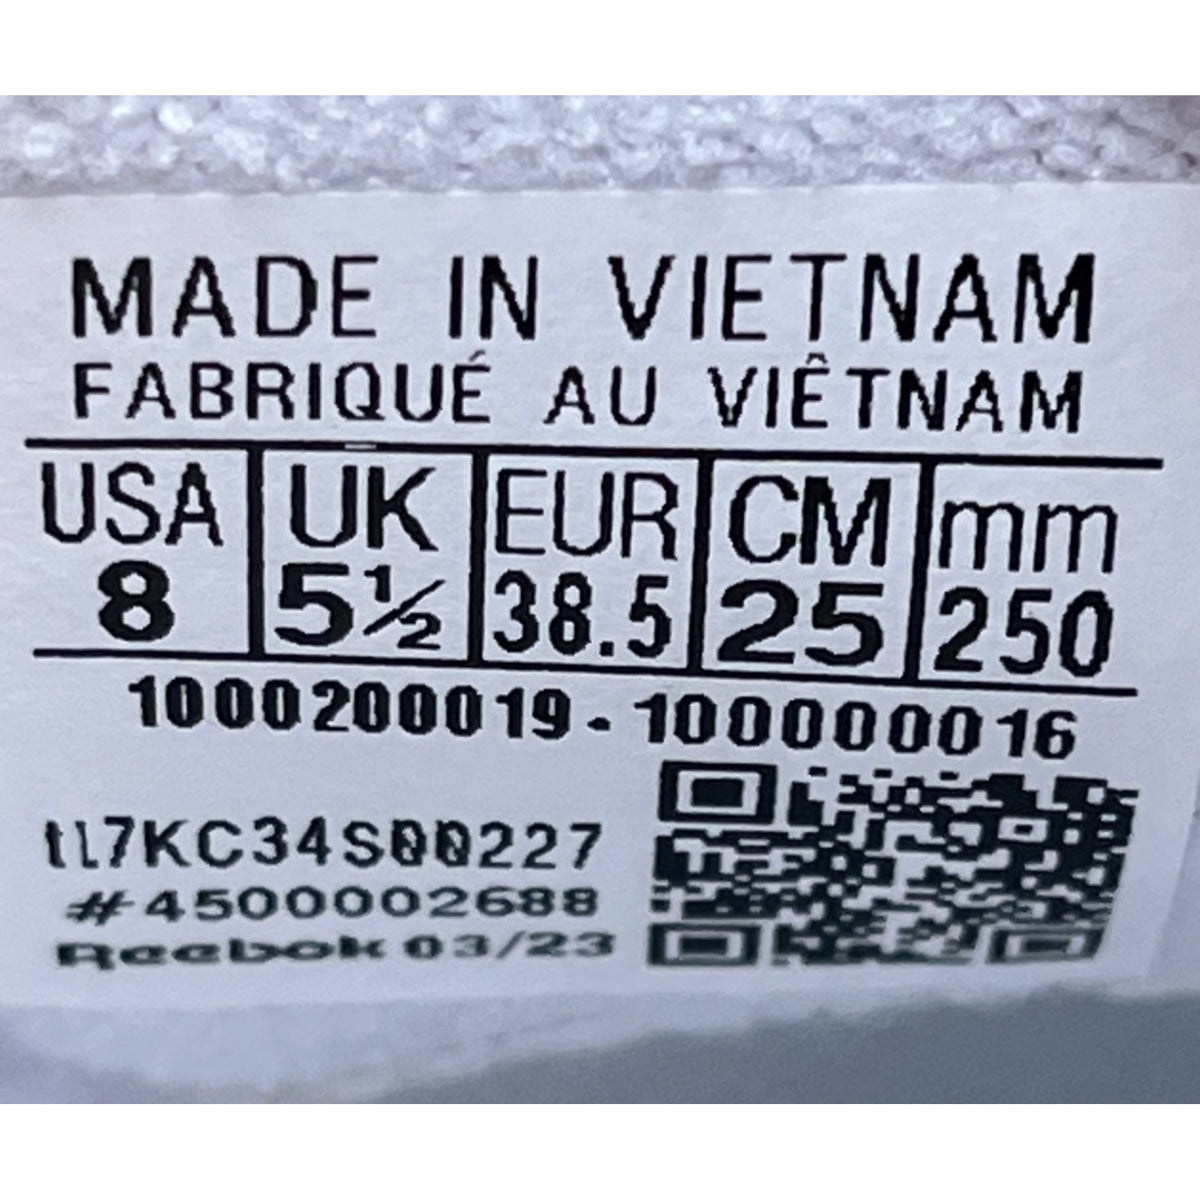 MADE IN VIETNAM
FABRIQUÉ AU VIÊTNAM
USA UK EUR CM mm
8 5½ 38.5 25 250
1000200019-100000016
tl7KC34S00227
#4500002688
Reebok 03/23